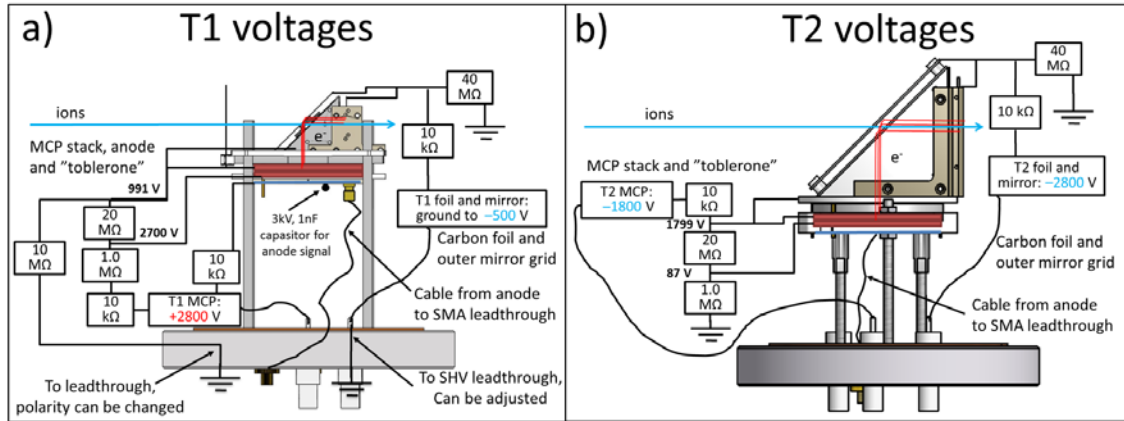 a)
T1 voltages
40
MΩ
ions
10
kΩ
e-
MCP stack, anode
and ”toblerone”
991 V
20
MΩ
2700 V
3kV, 1nF
capasitor for
anode signal
T1 foil and mirror:
ground to −500 V
Carbon foil and
outer mirror grid
10
MΩ
1.0
MΩ
10
kΩ
10
kΩ
T1 MCP:
+2800 V
Cable from anode
to SMA leadthrough
To leadthrough,
polarity can be changed
To SHV leadthrough,
Can be adjusted
b)
T2 voltages
40
MΩ
ions
10 kΩ
e-
MCP stack and ”toblerone”
T2 MCP:
−1800 V
10
kΩ
T2 foil and
mirror: −2800 V
1799 V
20
MΩ
Carbon foil and
outer mirror grid
87 V
1.0
MΩ
Cable from anode
to SMA leadthrough